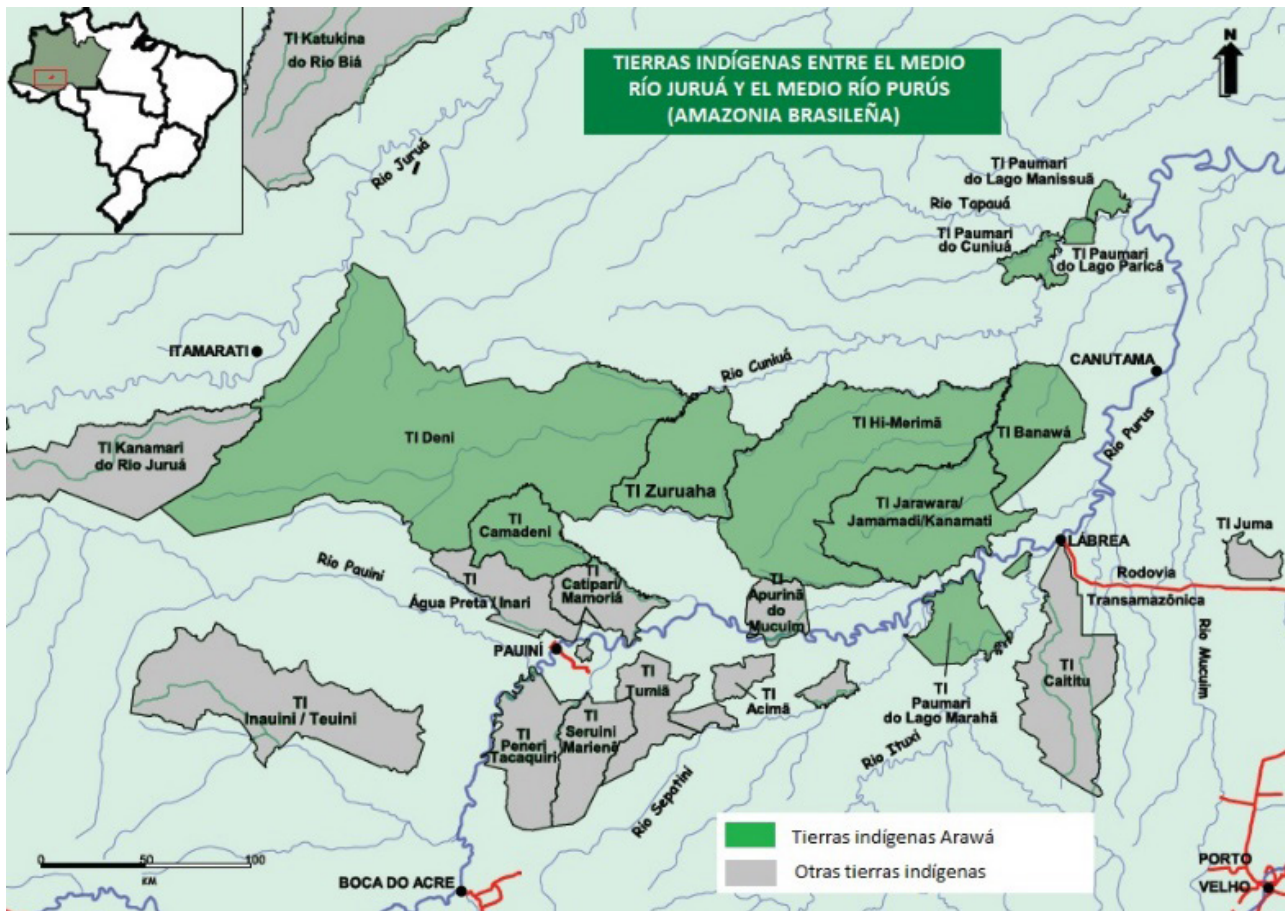 TI Katukina
do Rio Biá
TIERRAS INDÍGENAS ENTRE EL MEDIO
RÍO JURUÁ Y EL MEDIO RÍO PURÚS
(AMAZONIA BRASILEÑA)
N
Rio Juruá
TI Paumari
do Lago Manissuã
Rio Tapauá
TI Paumari
do Cuniuá
TI Paumari
do Lago Paricá
ITAMARATI
Rio Cuniuá
CANUTAMA
Rio Purus
TI Kanamari
do Rio Juruá
TI Deni
TI Zuruaha
TI Hi-Merimã
TI Banawá
TI Jarawara/
Jamamadi/Kanamati
TI
Camadeni
LÁBREA
TI Juma
Rodovia
Transamazônica
Rio Pauini
TI
Água Preta / Inari
TI
Catipari/
Mamoriá
TI
Apurinã
do
Mucuim
Rio Mucuim
PAUINÍ
TI
Inauini / Teuini
TI
Peneri
Tacaquiri
TI
Seruini
Marienê
TI
Tumiã
TI
Acimã
TI
Paumari
do Lago Marahã
TI
Caititu
Rio Ituxi
Rio Sepatini
Tierras indígenas Arawá
Otras tierras indígenas
0 50 100
KM
BOCA DO ACRE
PORTO
VELHO